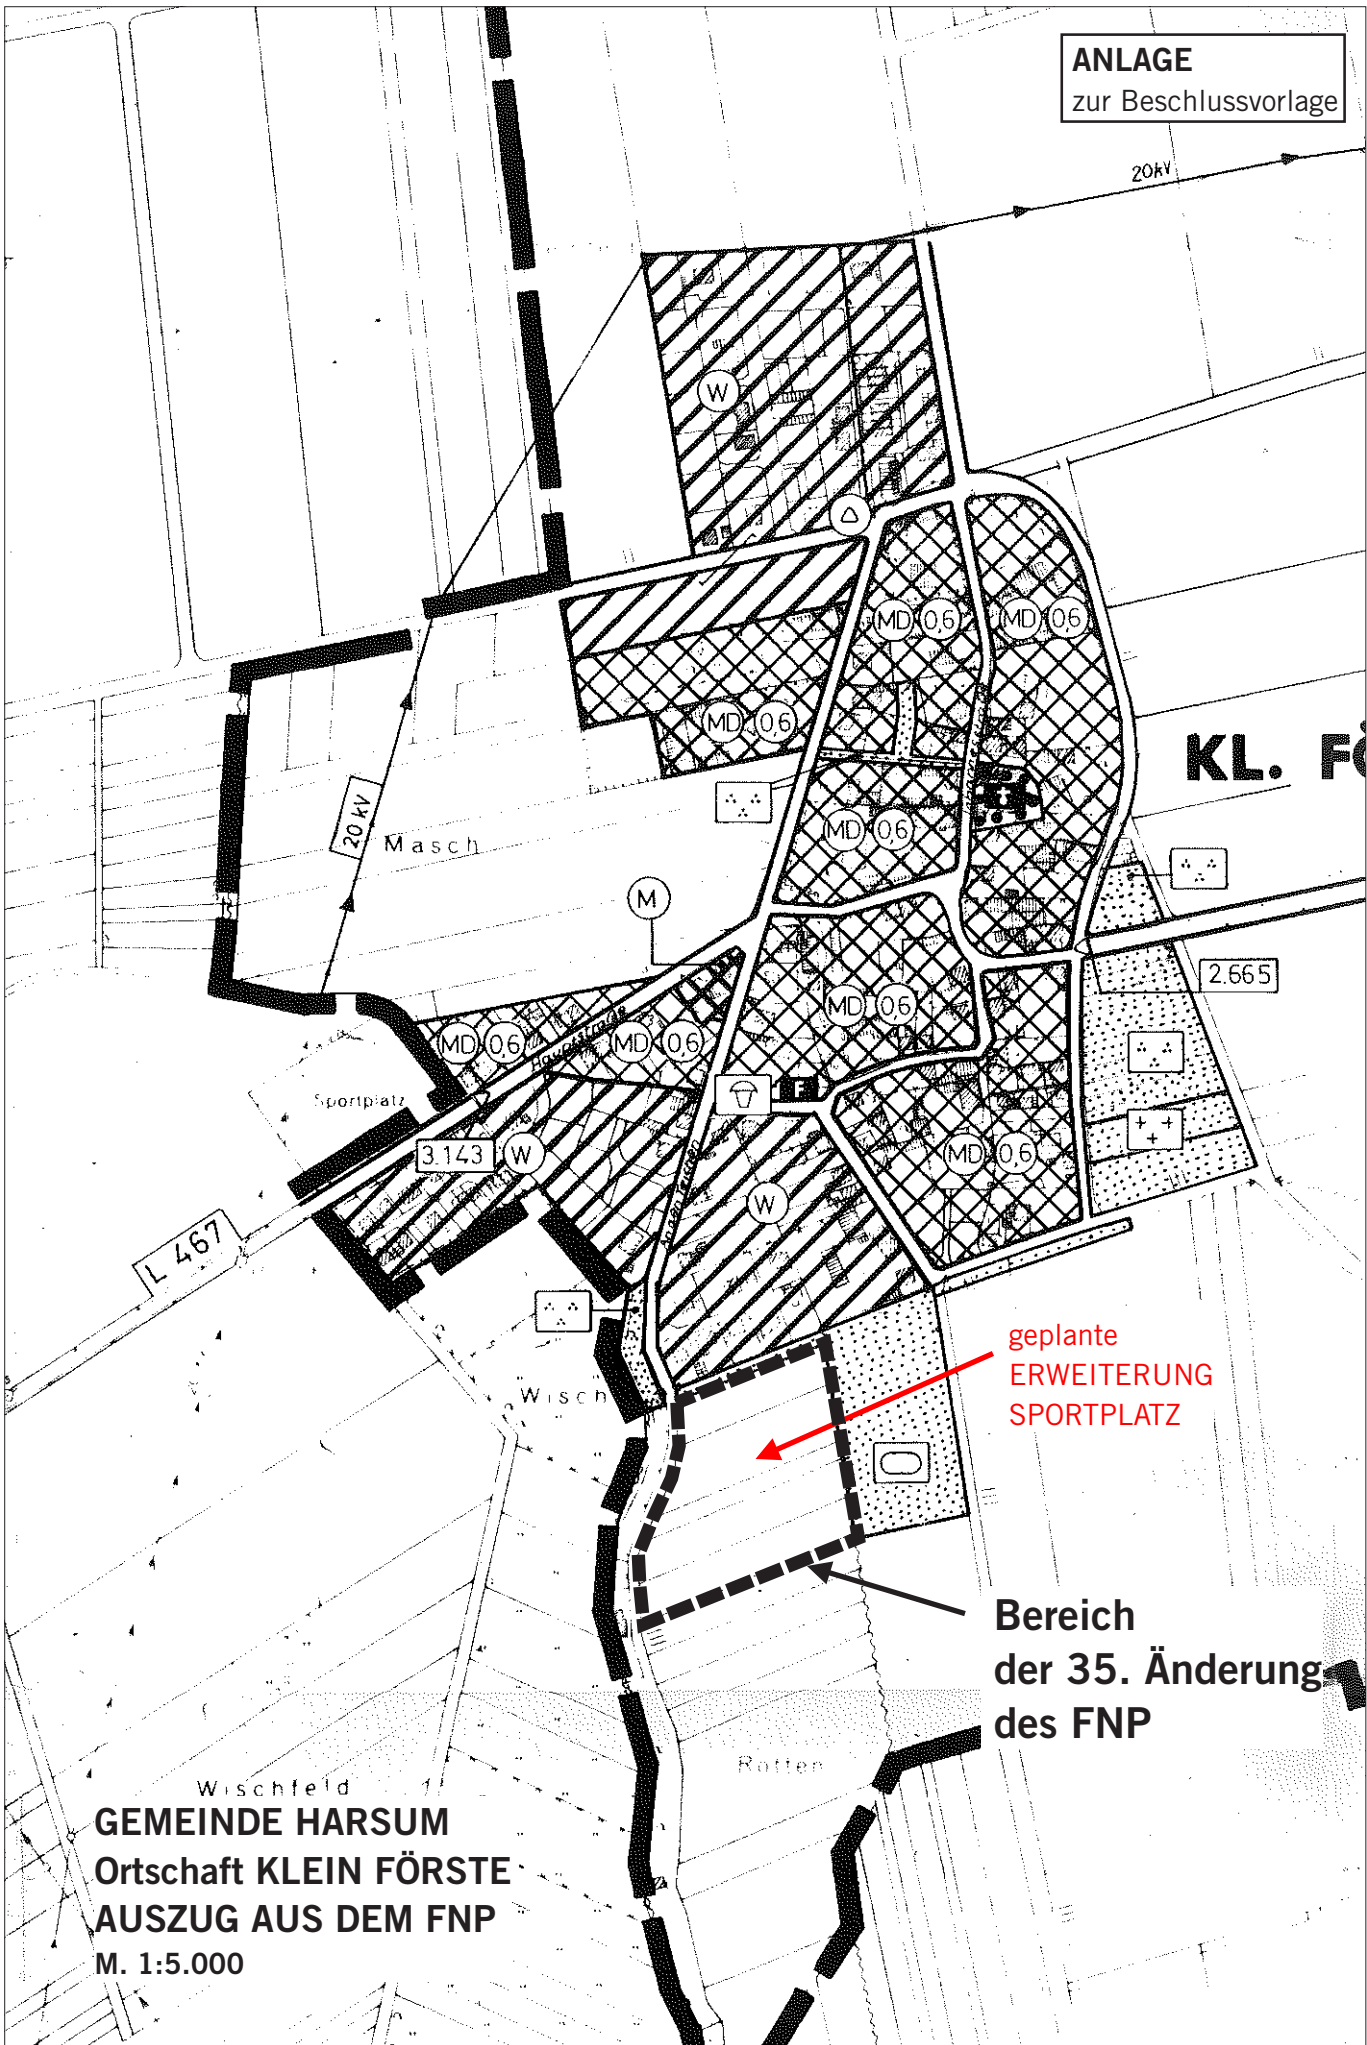 ANLAGE
zur Beschlussvorlage
20kV
W
MD 0,6
MD 0,6
MD 0,6
KL. FÖ
20 kV
Masch
MD 0,6
M
2.665
MD 0,6
MD 0,6
MD 0,6
Hauptstraße
Sportplatz
F
3.143
W
MD 0,6
W
L 467
geplante
ERWEITERUNG
SPORTPLATZ
Wisch
Bereich
der 35. Änderung
des FNP
Rotten
Wischfeld
GEMEINDE HARSUM
Ortschaft KLEIN FÖRSTE
AUSZUG AUS DEM FNP
M. 1:5.000